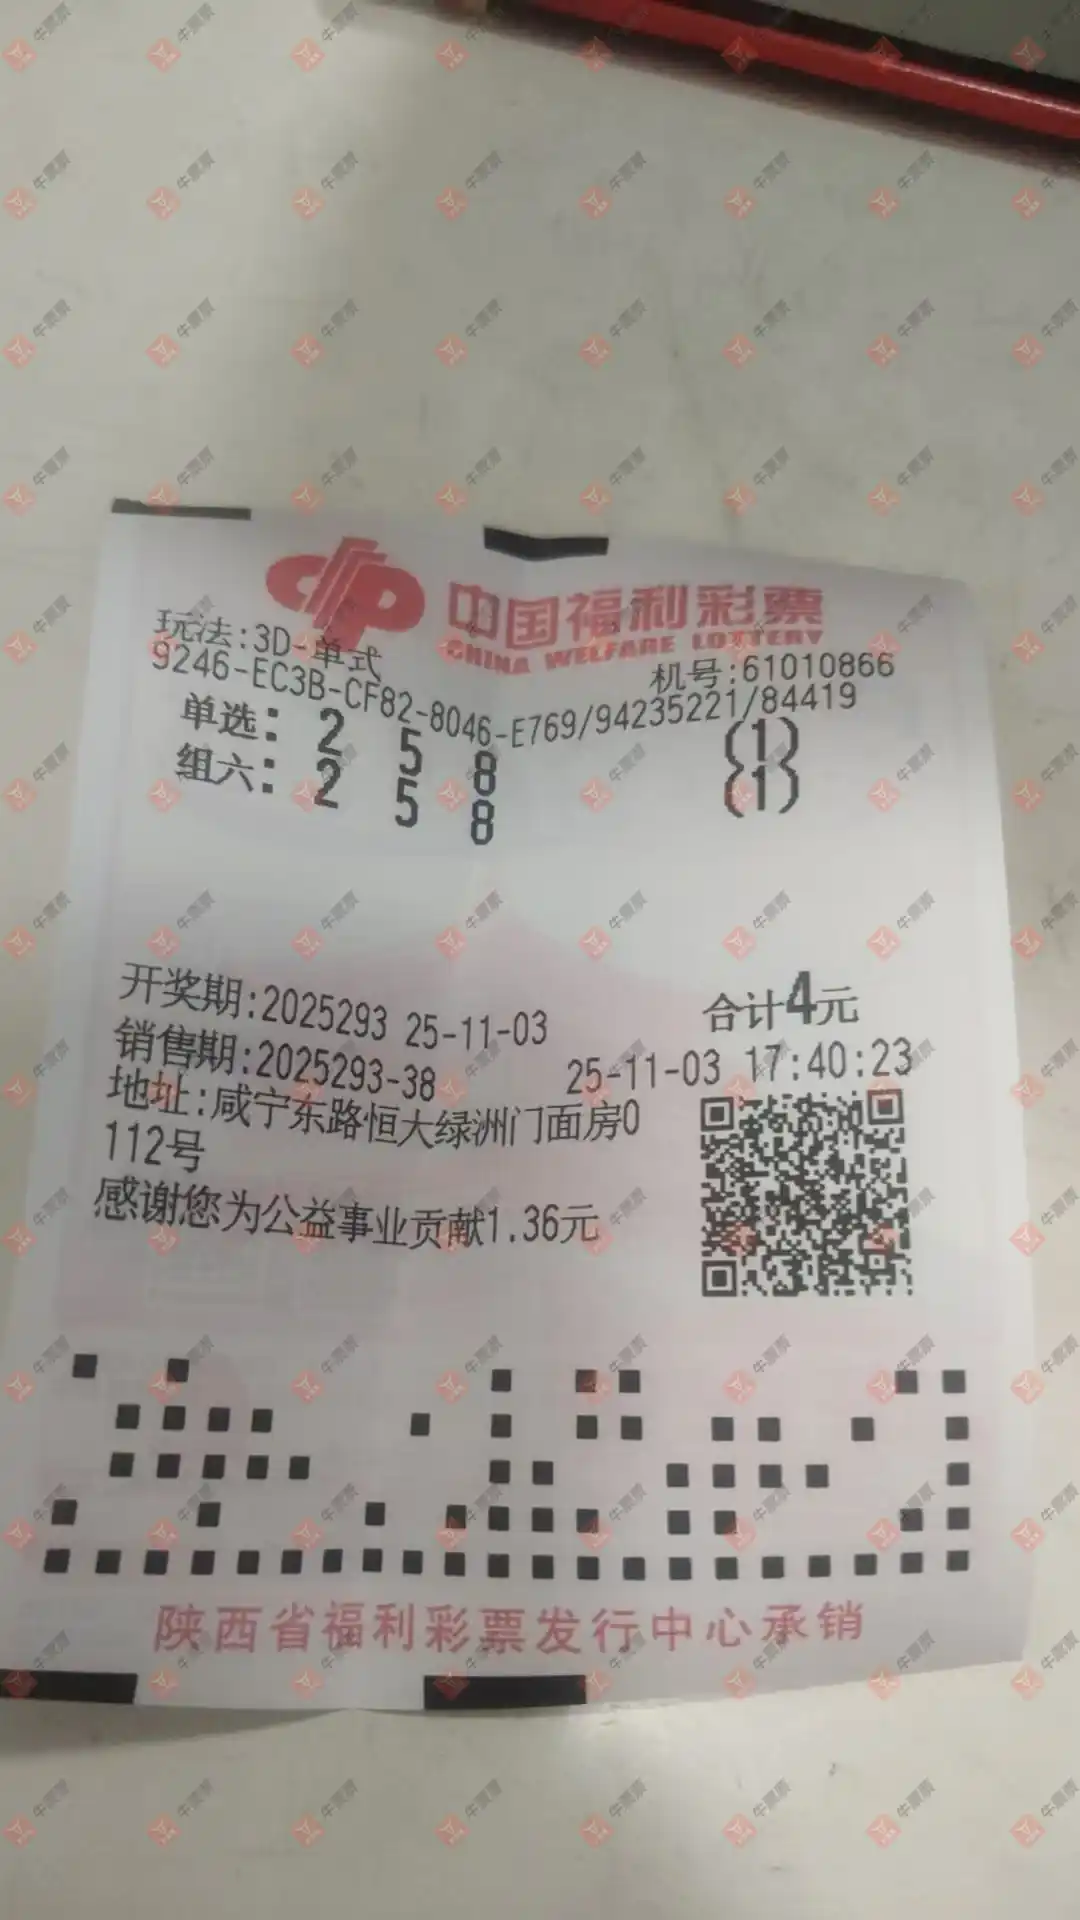 中国福利彩票
CHINA WELFARE LOTTERY
玩法:3D-单式
机号:61010866
9246-EC3B-CF82-8046-E769/94235221/84419
单选: 2 5 8 {1}
组六: 2 5 8 {1}
开奖期:2025293 25-11-03 合计4元
销售期:2025293-38 25-11-03 17:40:23
地址:咸宁东路恒大绿洲门面房0
112号
感谢您为公益事业贡献1.36元
陕西省福利彩票发行中心承销
牛票票